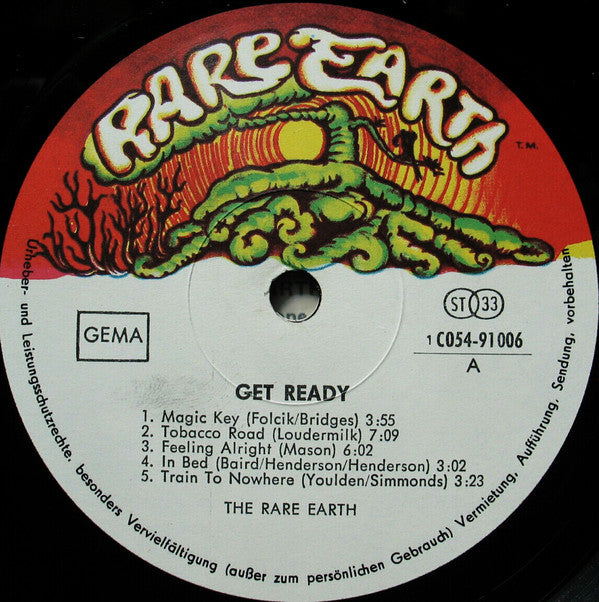 RARE EARTH
T.M.
GEMA
ST 33
1 C054-91006
A
GET READY
1. Magic Key (Folcik/Bridges) 3:55
2. Tobacco Road (Loudermilk) 7:09
3. Feeling Alright (Mason) 6:02
4. In Bed (Baird/Henderson/Henderson) 3:02
5. Train To Nowhere (Youlden/Simmonds) 3:23
THE RARE EARTH
Urheber- und Leistungsschutzrechte. besonders Vervielfältigung (außer zum persönlichen Gebrauch) Vermietung, Aufführung, Sendung, vorbehalten